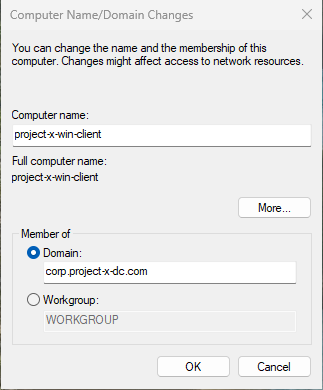 Computer Name/Domain Changes
You can change the name and the membership of this
computer. Changes might affect access to network resources.
Computer name:
project-x-win-client
Full computer name:
project-x-win-client
More...
Member of
Domain:
corp.project-x-dc.com
Workgroup:
WORKGROUP
OK Cancel